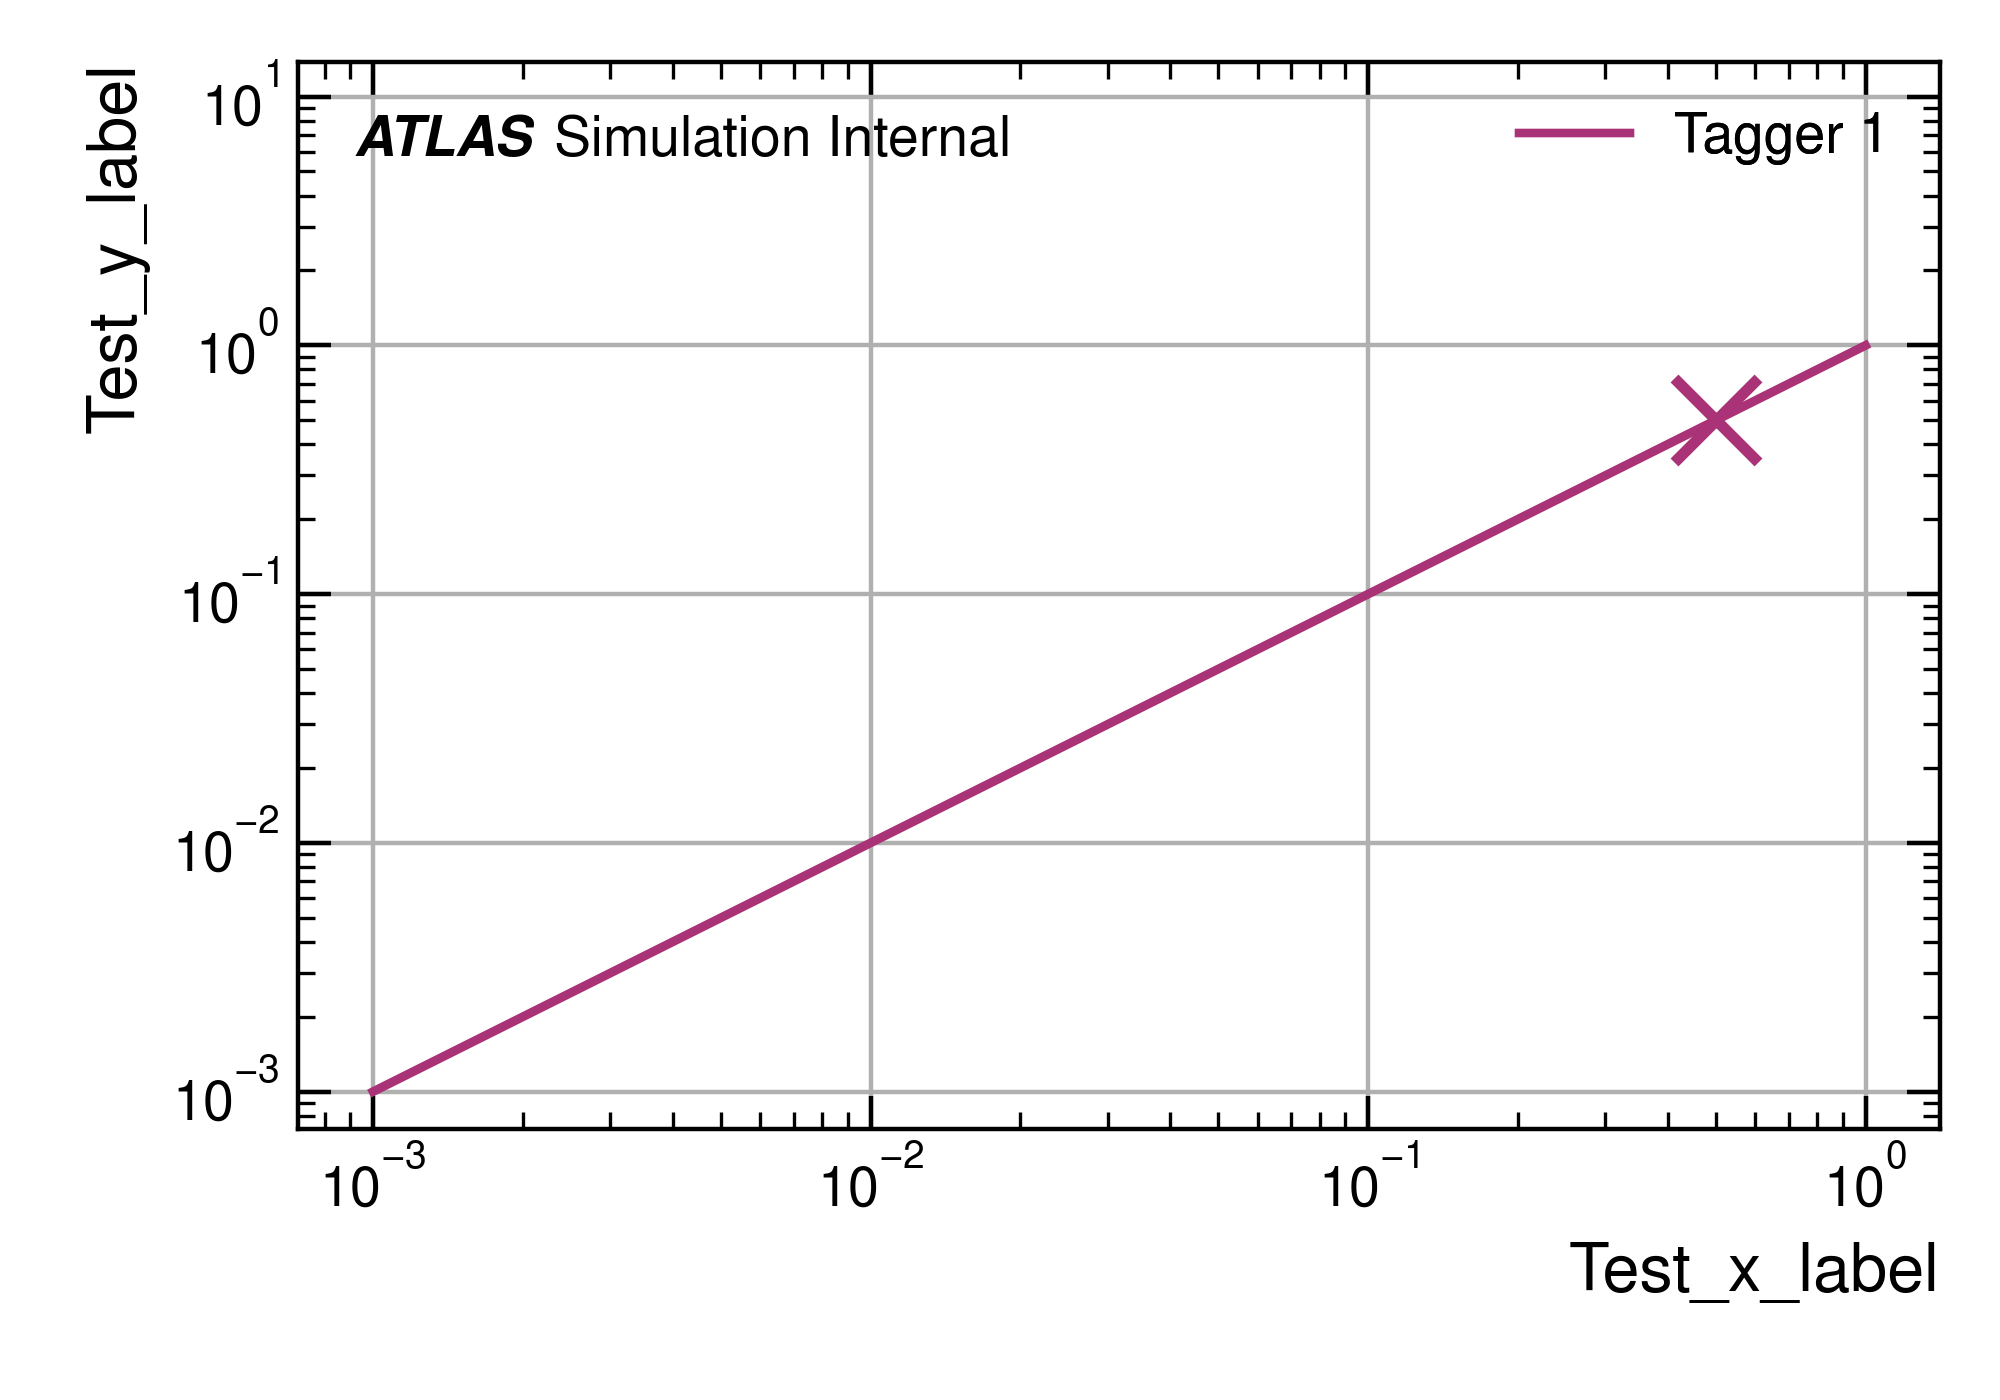 Test_y_label
10^1
10^0
10^−1
10^−2
10^−3
ATLAS Simulation Internal
Tagger 1
10^−3 10^−2 10^−1 10^0
Test_x_label